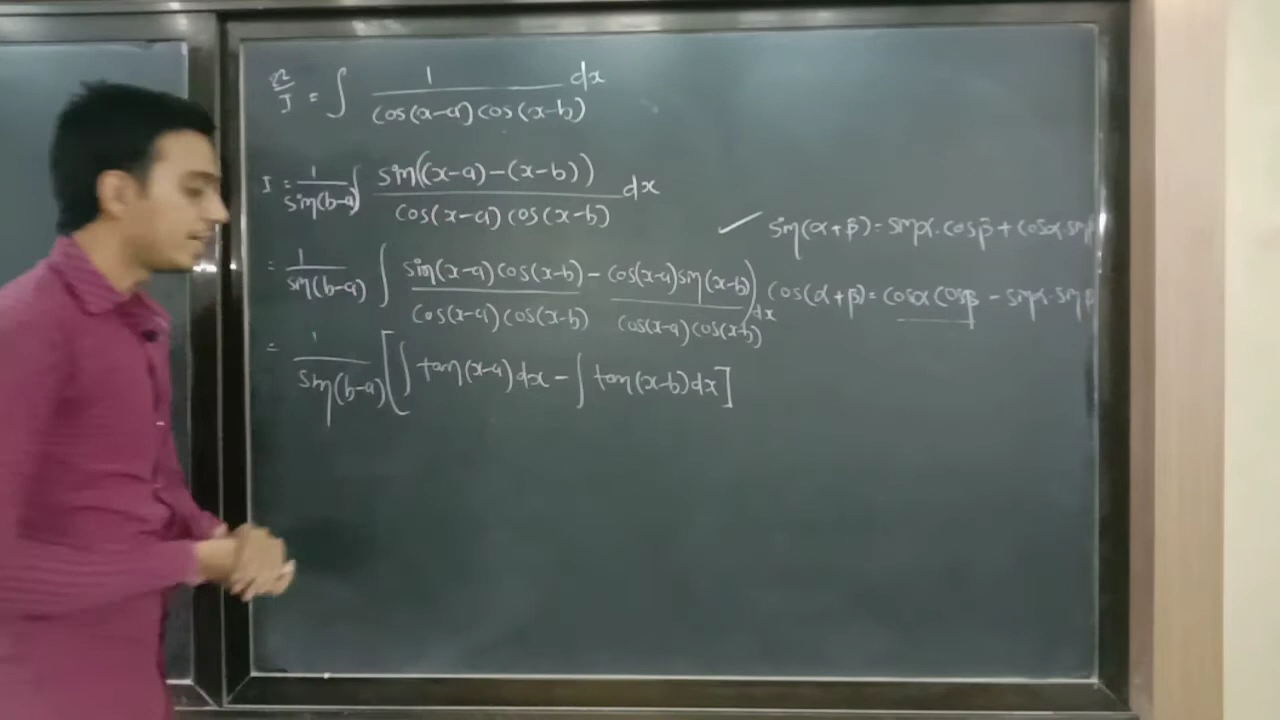 I = ∫ 1/(cos(x-a) cos(x-b)) dx
I = 1/sin(b-a) ∫ sin((x-a)-(x-b))/(cos(x-a) cos(x-b)) dx
sin(α+β) = sinα.cosβ + cosα sinβ
= 1/sin(b-a) ∫ (sin(x-a) cos(x-b)/(cos(x-a) cos(x-b)) - cos(x-a) sin(x-b)/(cos(x-a) cos(x-b))) dx
cos(α+β) = cosα cosβ - sinα.sinβ
= 1/sin(b-a) [∫ tan(x-a) dx - ∫ tan(x-b) dx]